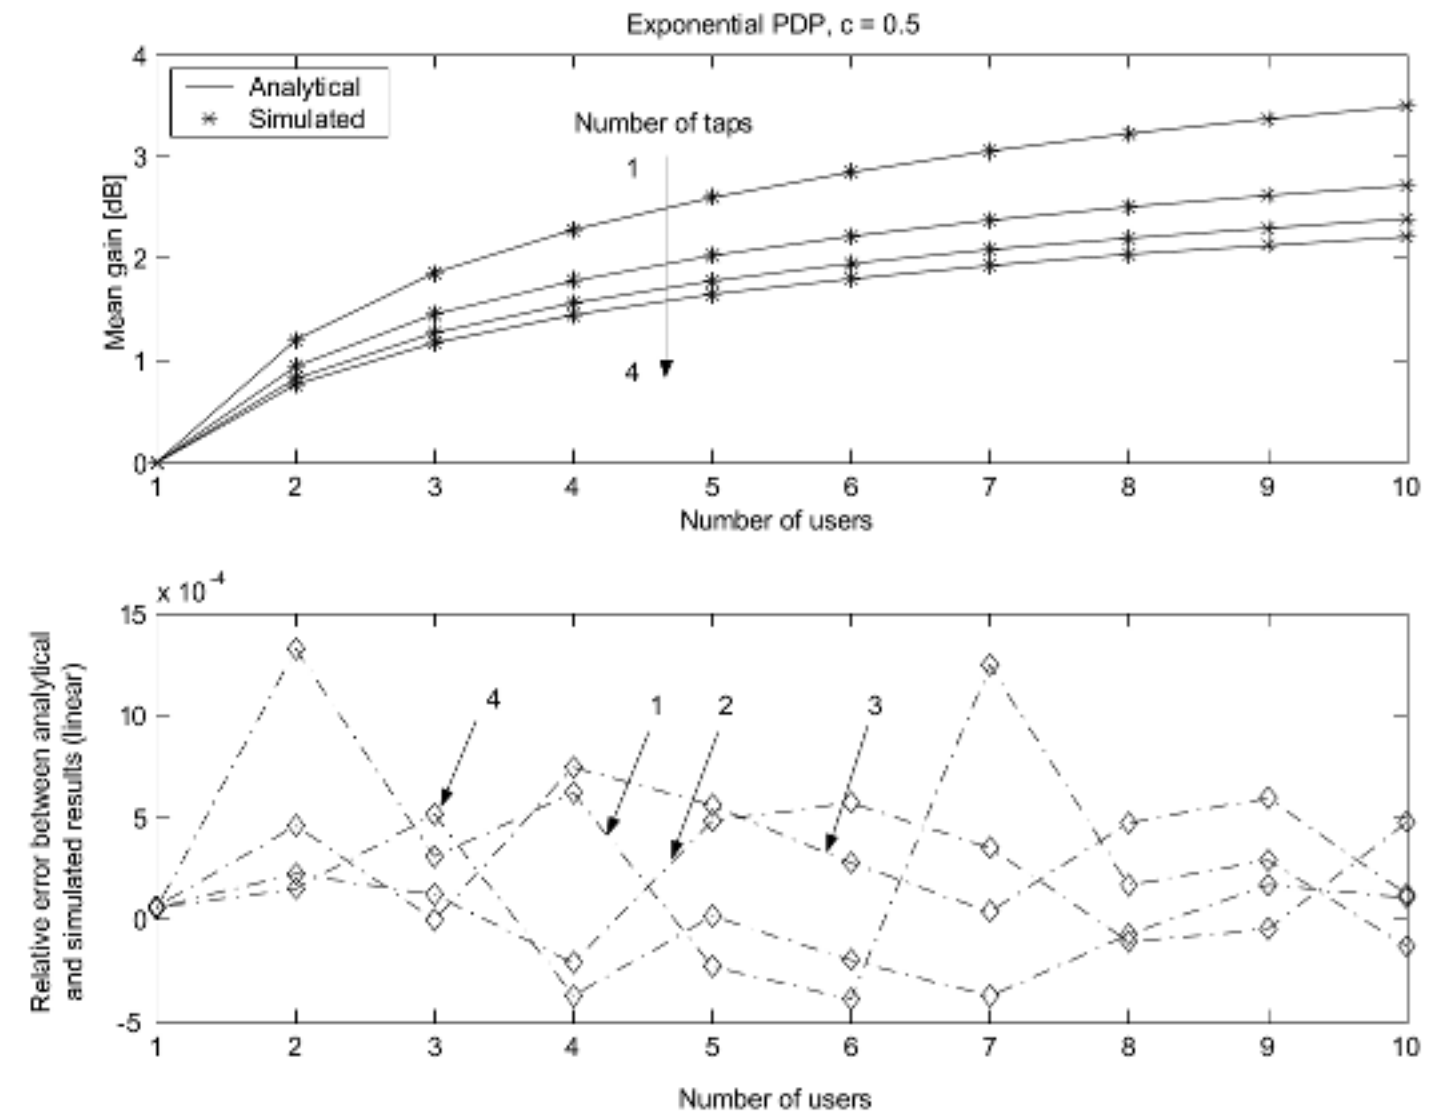 Exponential PDP, c = 0.5
4
3
2
1
0
Mean gain [dB]
Analytical
Simulated
Number of taps
1
4
1 2 3 4 5 6 7 8 9 10
Number of users
x 10^-4
15
10
5
0
-5
Relative error between analytical
and simulated results (linear)
4 1 2 3
1 2 3 4 5 6 7 8 9 10
Number of users